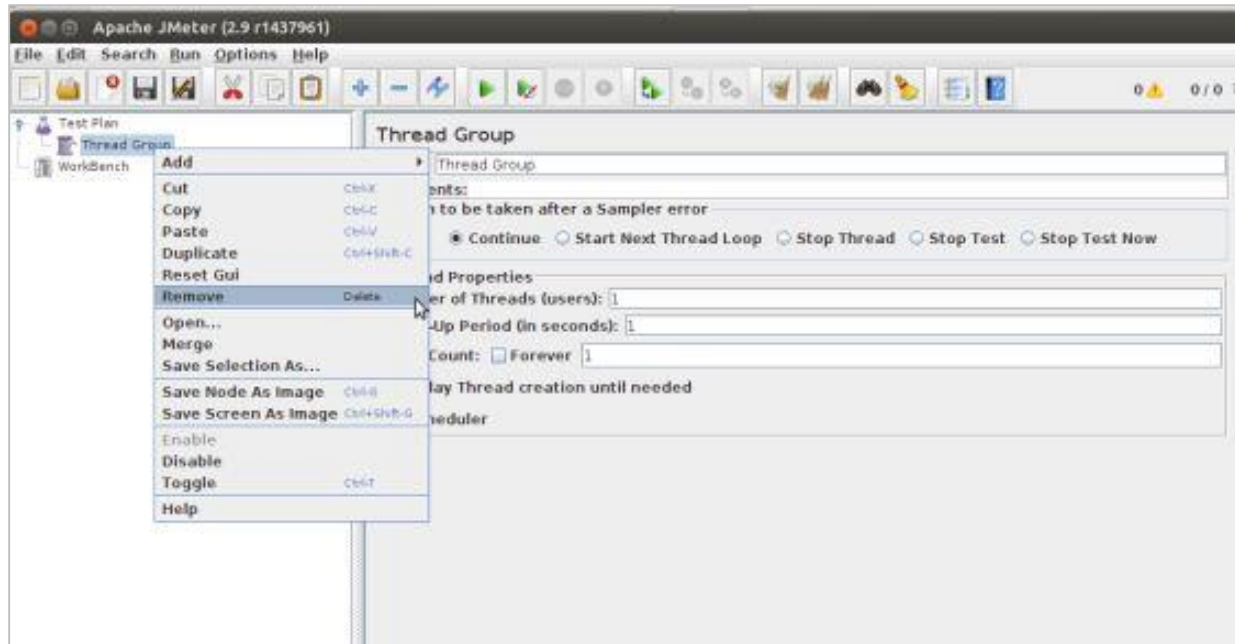 Apache JMeter (2.9 r1437961)
File Edit Search Run Options Help
0 0/0
Test Plan
Thread Group
WorkBench
Thread Group
Thread Group
ents:
to be taken after a Sampler error
Continue Start Next Thread Loop Stop Thread Stop Test Stop Test Now
d Properties
er of Threads (users): 1
-Up Period (in seconds): 1
Count: Forever 1
lay Thread creation until needed
heduler
Add
Cut Ctrl-X
Copy Ctrl-C
Paste Ctrl-V
Duplicate Ctrl+Shift-C
Reset Gui
Remove Delete
Open...
Merge
Save Selection As...
Save Node As Image Ctrl-G
Save Screen As Image Ctrl+Shift-G
Enable
Disable
Toggle Ctrl-T
Help